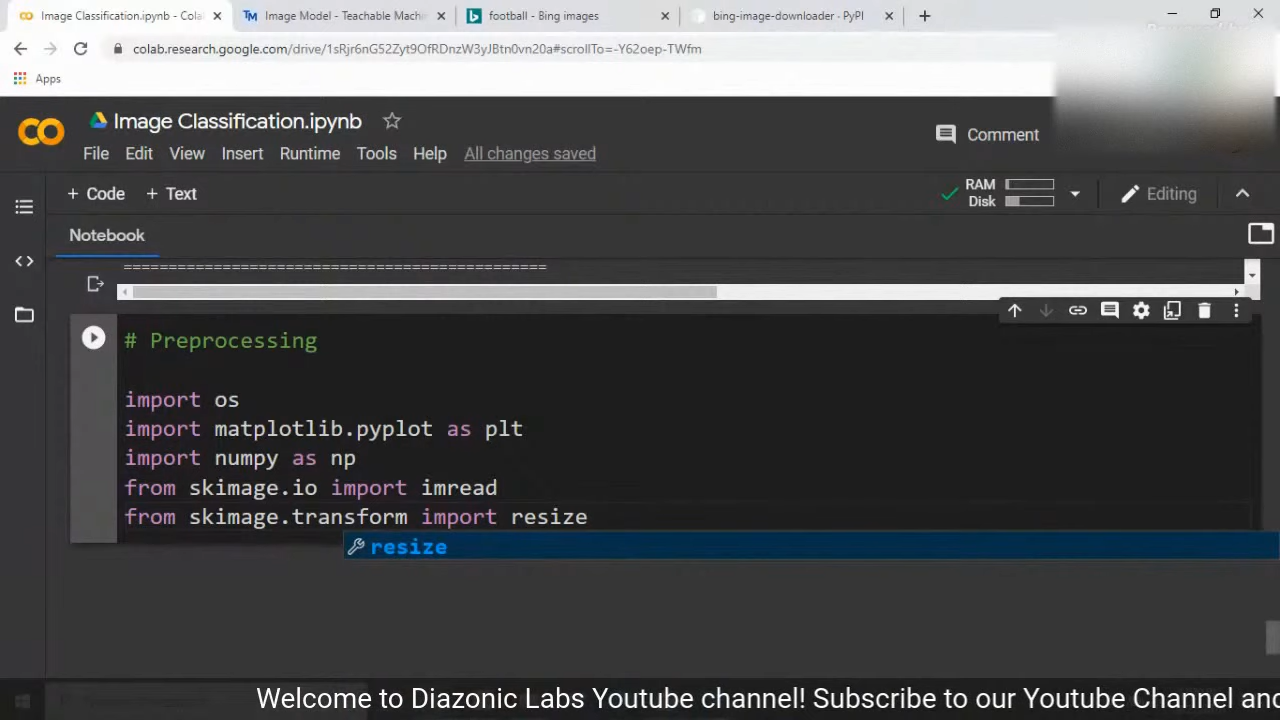 Image Classification.ipynb - Cola
Image Model - Teachable Machi
football - Bing images
bing-image-downloader · PyPI
colab.research.google.com/drive/1sRjr6nG52Zyt9OfRDnzW3yJBtn0vn20a#scrollTo=-Y62oep-TWfm
Apps
Image Classification.ipynb
Comment
File Edit View Insert Runtime Tools Help All changes saved
+ Code + Text
RAM
Disk
Editing
Notebook
===============================================
# Preprocessing
import os
import matplotlib.pyplot as plt
import numpy as np
from skimage.io import imread
from skimage.transform import resize
resize
Welcome to Diazonic Labs Youtube channel! Subscribe to our Youtube Channel and